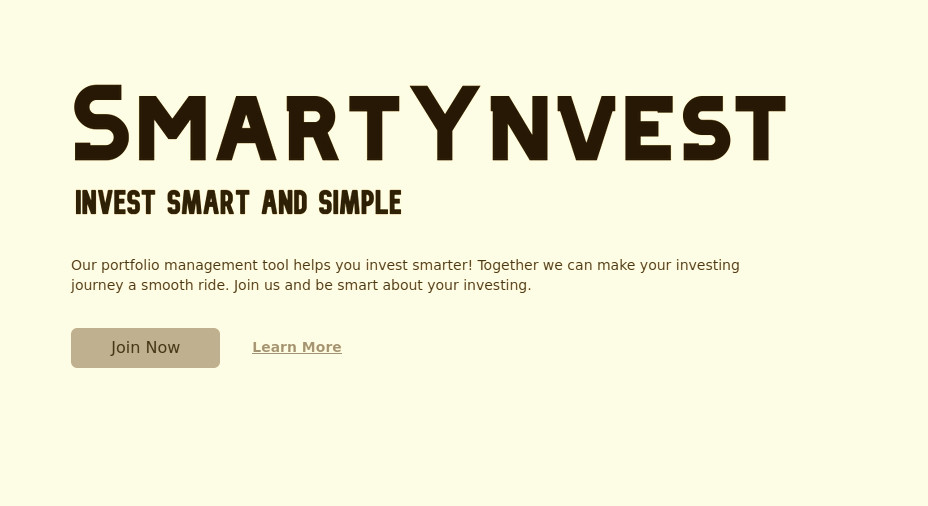 SmartYnvest
INVEST SMART AND SIMPLE
Our portfolio management tool helps you invest smarter! Together we can make your investing
journey a smooth ride. Join us and be smart about your investing.
Join Now
Learn More